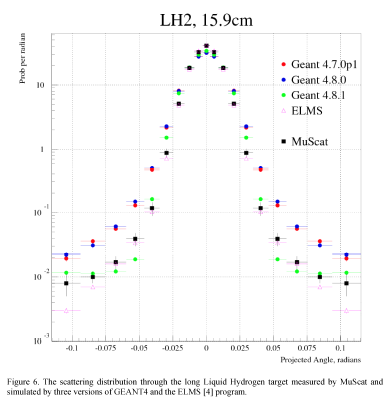 LH2, 15.9cm
Prob per radian
Geant 4.7.0p1
Geant 4.8.0
Geant 4.8.1
ELMS
MuScat
10
1
10⁻¹
10⁻²
10⁻³
-0.1 -0.075 -0.05 -0.025 0 0.025 0.05 0.075 0.1
Projected Angle, radians
Figure 6. The scattering distribution through the long Liquid Hydrogen target measured by MuScat and
simulated by three versions of GEANT4 and the ELMS [4] program.